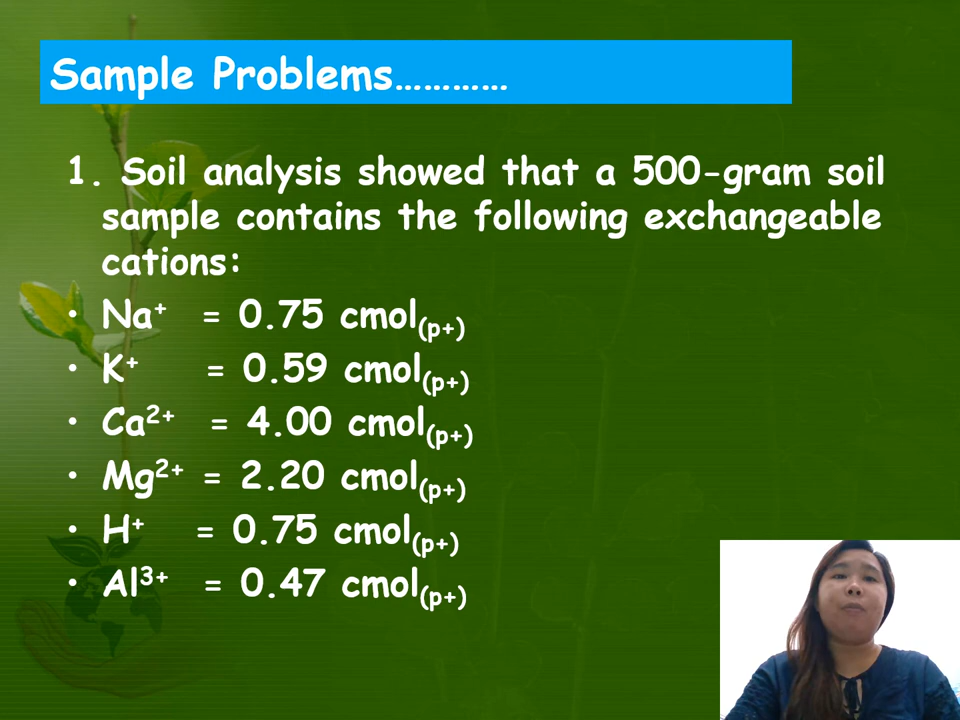 Sample Problems…………
1. Soil analysis showed that a 500-gram soil
sample contains the following exchangeable
cations:
• Na⁺ = 0.75 cmol(p+)
• K⁺ = 0.59 cmol(p+)
• Ca²⁺ = 4.00 cmol(p+)
• Mg²⁺ = 2.20 cmol(p+)
• H⁺ = 0.75 cmol(p+)
• Al³⁺ = 0.47 cmol(p+)